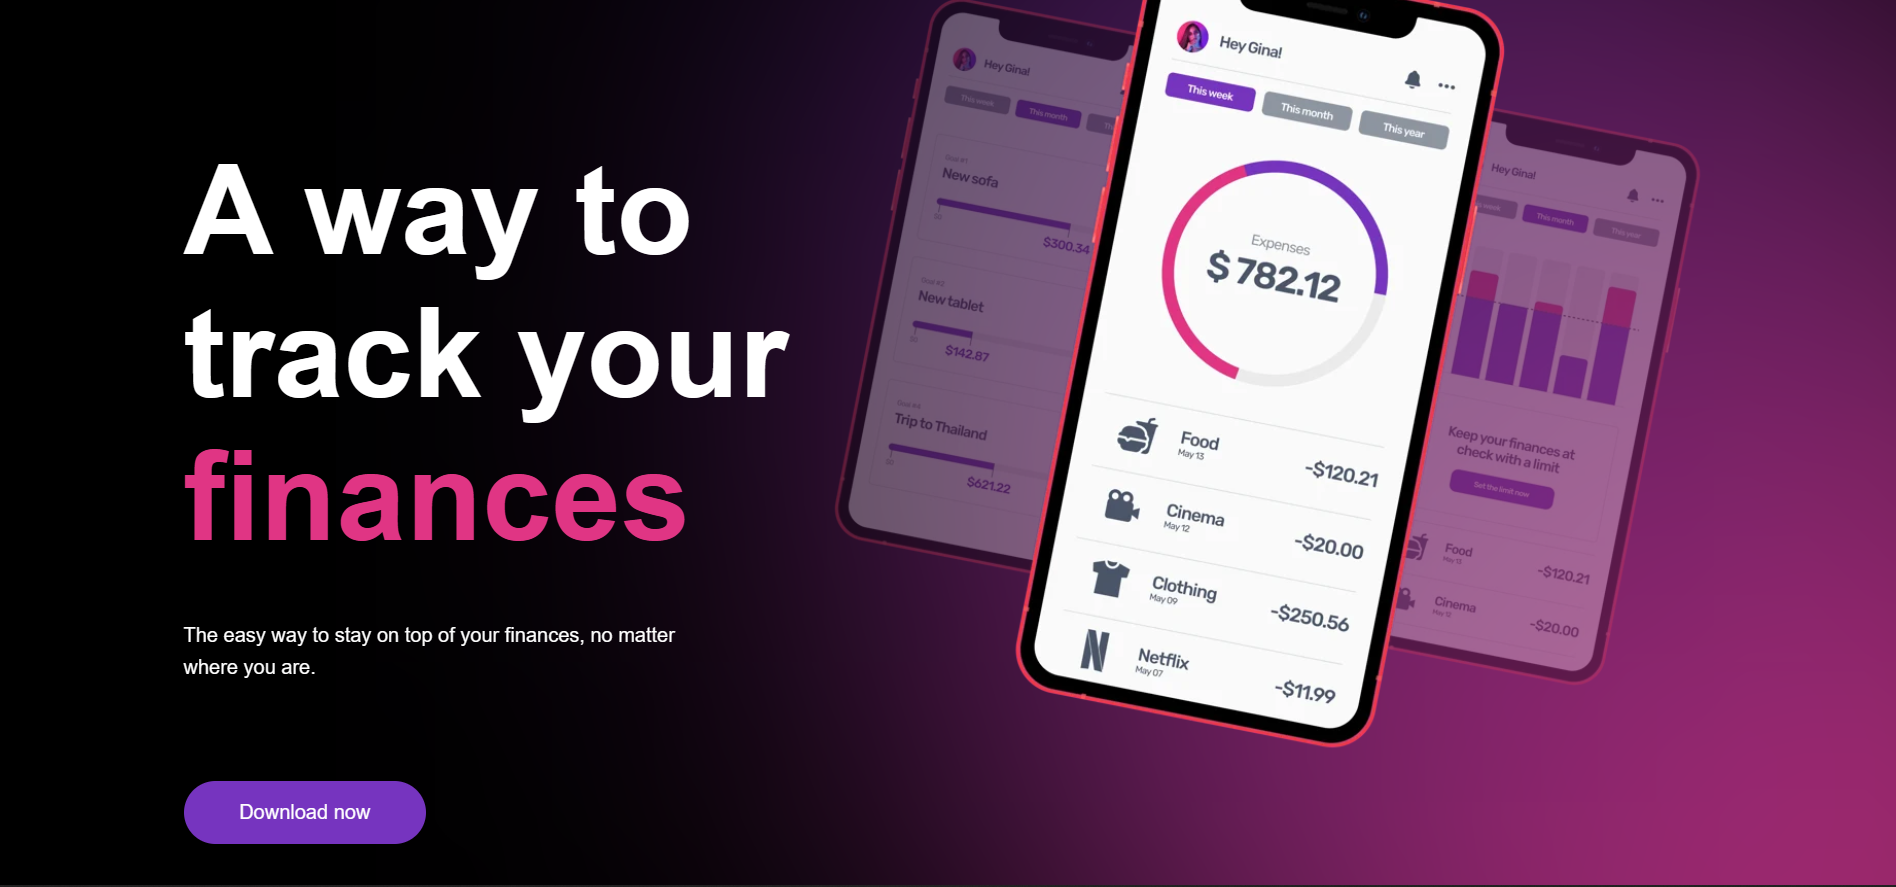 A way to
track your
finances
The easy way to stay on top of your finances, no matter
where you are.
Download now
Hey Gina!
This week
This month
New sofa
$0
$300.34
New tablet
$0
$142.87
Trip to Thailand
$0
$621.22
Hey Gina!
This week
This month
This year
Expenses
$ 782.12
Food
May 13
-$120.21
Cinema
May 12
-$20.00
Clothing
May 09
-$250.56
Netflix
May 07
-$11.99
Hey Gina!
This month
This year
Keep your finances at
check with a limit
Set the limit now
Food
May 13
-$120.21
Cinema
May 12
-$20.00